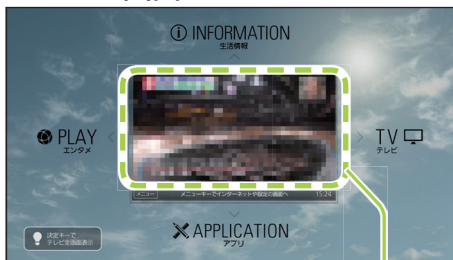 INFORMATION
生活情報
PLAY
エンタメ
TV
テレビ
メニュー メニューキーでインターネットや設定の画面へ 15:24
APPLICATION
アプリ
決定キーで
テレビ全画面表示